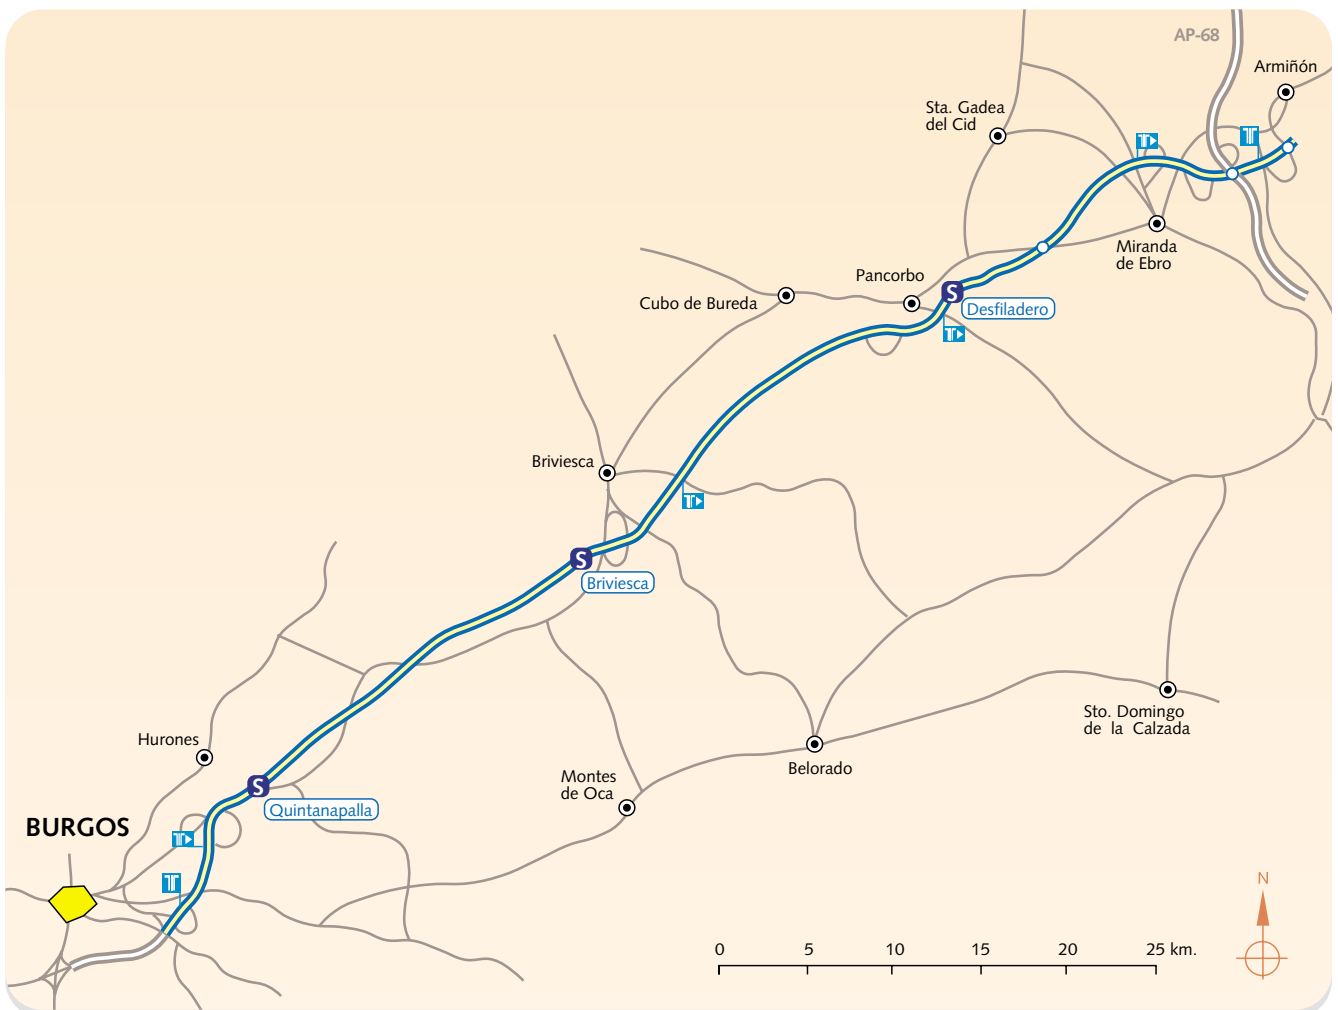 AP-68
Armiñón
Sta. Gadea
del Cid
Miranda
de Ebro
Pancorbo
S
Desfiladero
Cubo de Bureda
Briviesca
S
Briviesca
Sto. Domingo
de la Calzada
Hurones
Belorado
Montes
de Oca
S
Quintanapalla
BURGOS
N
0 5 10 15 20 25 km.
T
T
T
T
T
T